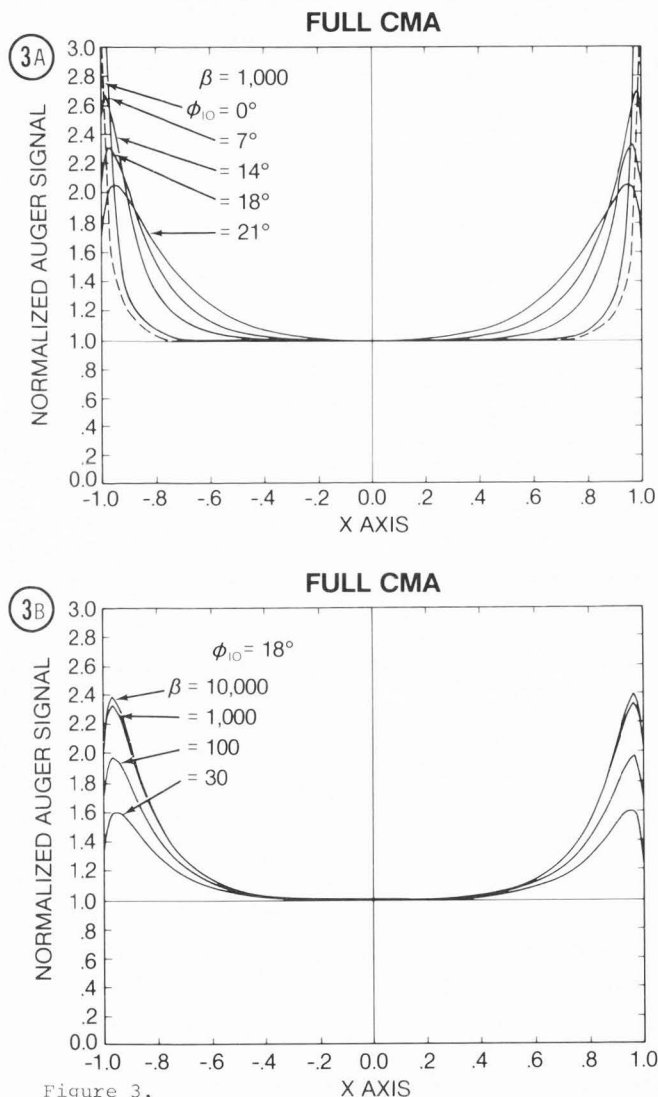 FULL CMA
3A
NORMALIZED AUGER SIGNAL
3.0
2.8
2.6
2.4
2.2
2.0
1.8
1.6
1.4
1.2
1.0
.8
.6
.4
.2
0.0
β = 1,000
ϕIO = 0°
= 7°
= 14°
= 18°
= 21°
-1.0 -.8 -.6 -.4 -.2 0.0 .2 .4 .6 .8 1.0
X AXIS
FULL CMA
3B
NORMALIZED AUGER SIGNAL
3.0
2.8
2.6
2.4
2.2
2.0
1.8
1.6
1.4
1.2
1.0
.8
.6
.4
.2
0.0
ϕIO = 18°
β = 10,000
= 1,000
= 100
= 30
-1.0 -.8 -.6 -.4 -.2 0.0 .2 .4 .6 .8 1.0
X AXIS
Figure 3.